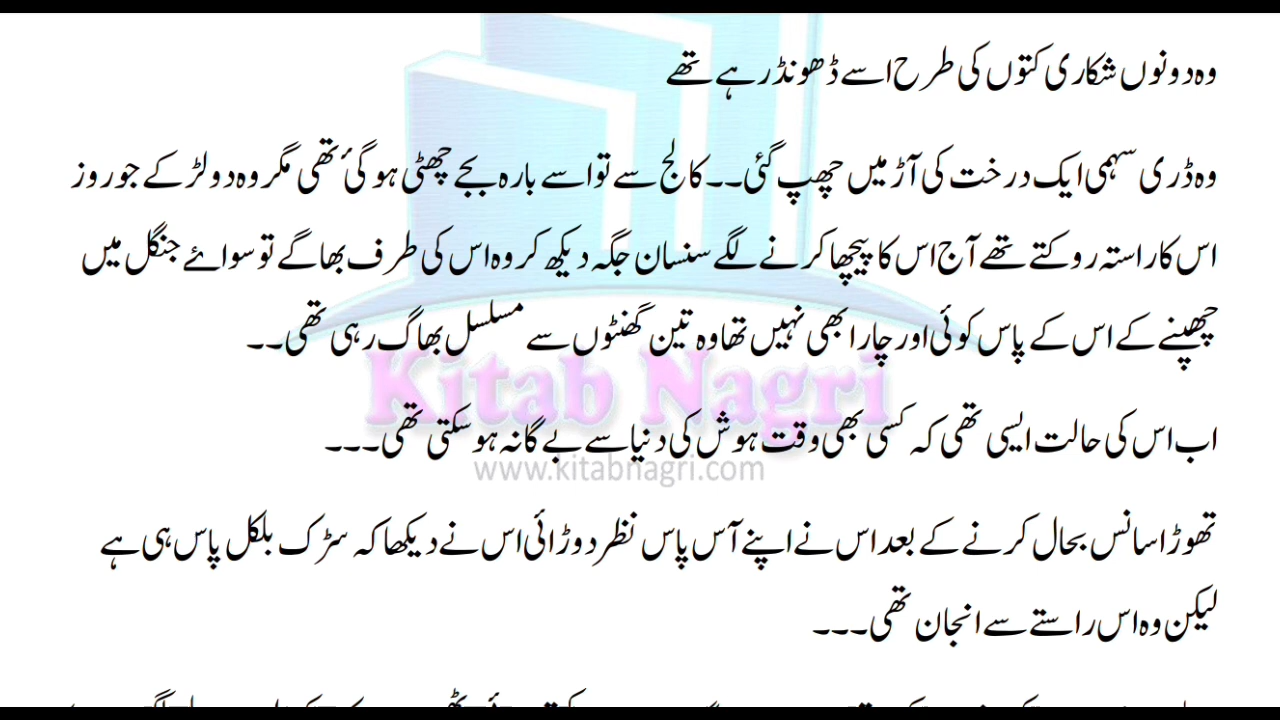 وہ دونوں شکاری کتوں کی طرح اسے ڈھونڈ رہے تھے
وہ ڈری سہمی ایک درخت کی آڑ میں چھپ گئی۔۔ کالج سے تو اسے بارہ بجے چھٹی ہوگئ تھی مگر وہ دو لڑکے جو روز
اس کا راستہ روکتے تھے آج اس کا پیچھا کرنے لگے سنسان جگہ دیکھ کر وہ اس کی طرف بھاگے تو سوائے جنگل میں
چھپنے کے اس کے پاس کوئی اور چارا بھی نہیں تھا وہ تین گھنٹوں سے مسلسل بھاگ رہی تھی۔۔
Kitab Nagri
اب اس کی حالت ایسی تھی کہ کسی بھی وقت ہوش کی دنیا سے بے گانہ ہو سکتی تھی۔۔۔
www.kitabnagri.com
تھوڑا سانس بحال کرنے کے بعد اس نے اپنے آس پاس نظر دوڑائی اس نے دیکھا کہ سڑک بلکل پاس ہی ہے
لیکن وہ اس راستے سے انجان تھی۔۔۔